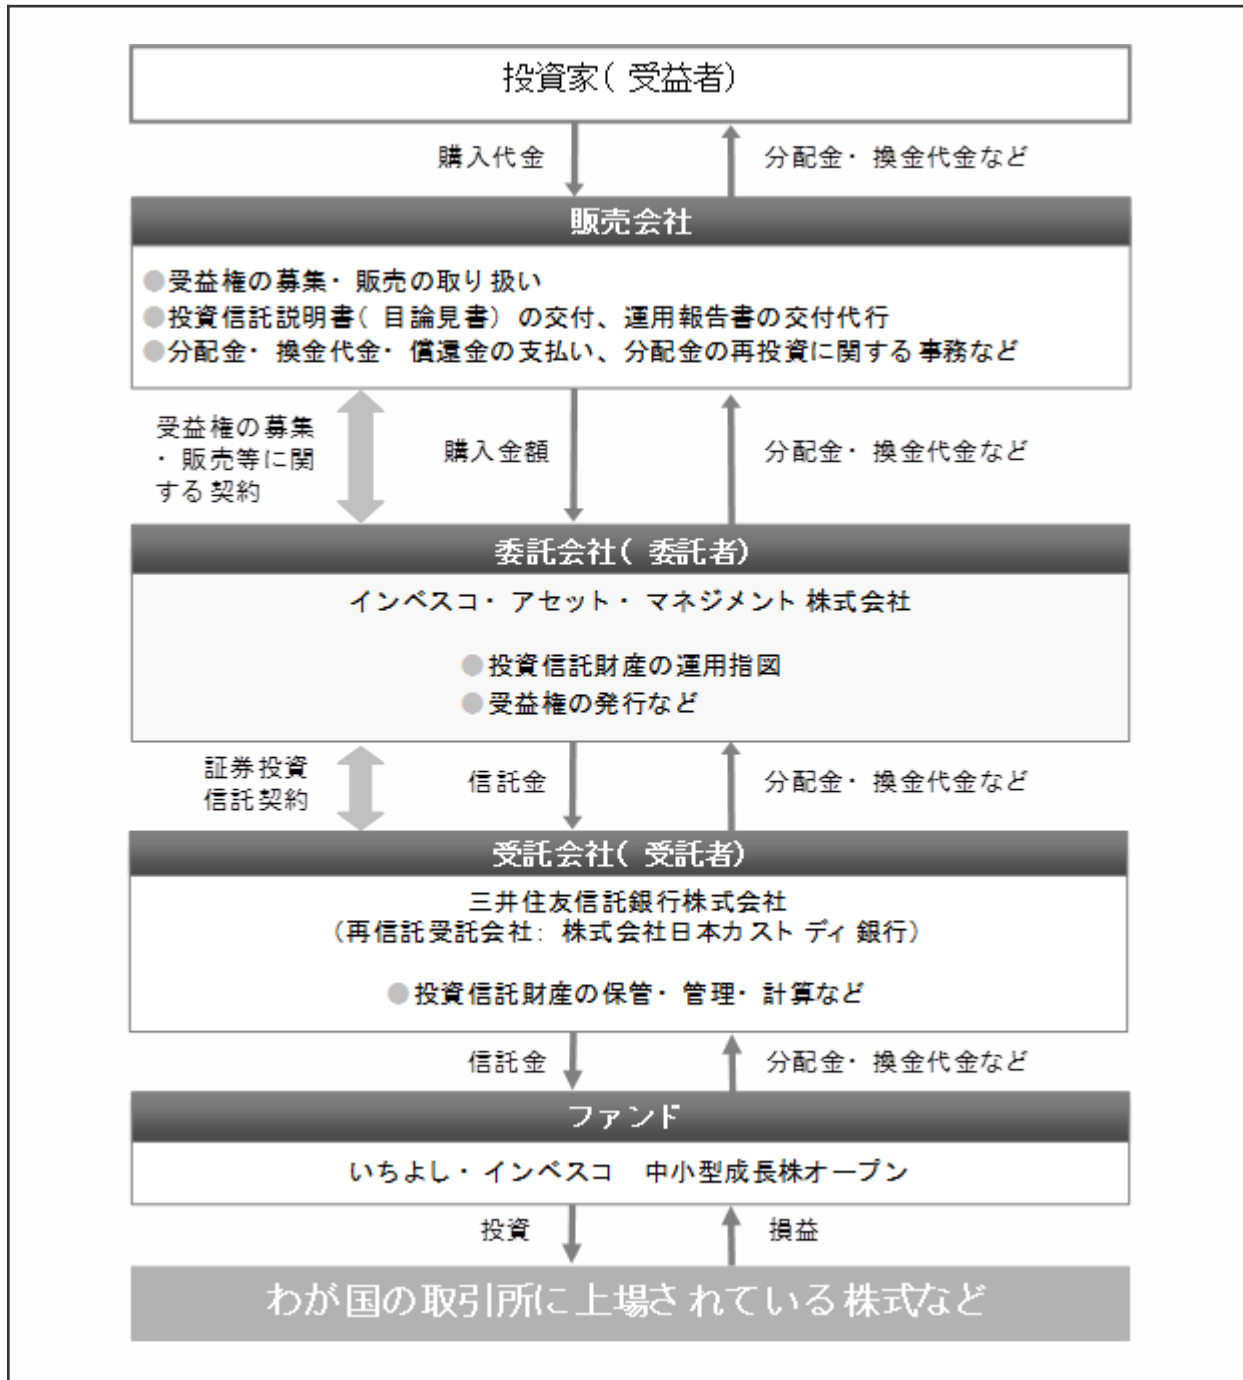 投資家(受益者)
購入代金
分配金・換金代金など
販売会社
●受益権の募集・販売の取り扱い
●投資信託説明書(目論見書)の交付、運用報告書の交付代行
●分配金・換金代金・償還金の支払い、分配金の再投資に関する事務など
受益権の募集
・販売等に関
する契約
購入金額
分配金・換金代金など
委託会社(委託者)
インベスコ・アセット・マネジメント株式会社
●投資信託財産の運用指図
●受益権の発行など
証券投資
信託契約
信託金
分配金・換金代金など
受託会社(受託者)
三井住友信託銀行株式会社
(再信託受託会社:株式会社日本カストディ銀行)
●投資信託財産の保管・管理・計算など
信託金
分配金・換金代金など
ファンド
いちよし・インベスコ 中小型成長株オープン
投資
損益
わが国の取引所に上場されている株式など